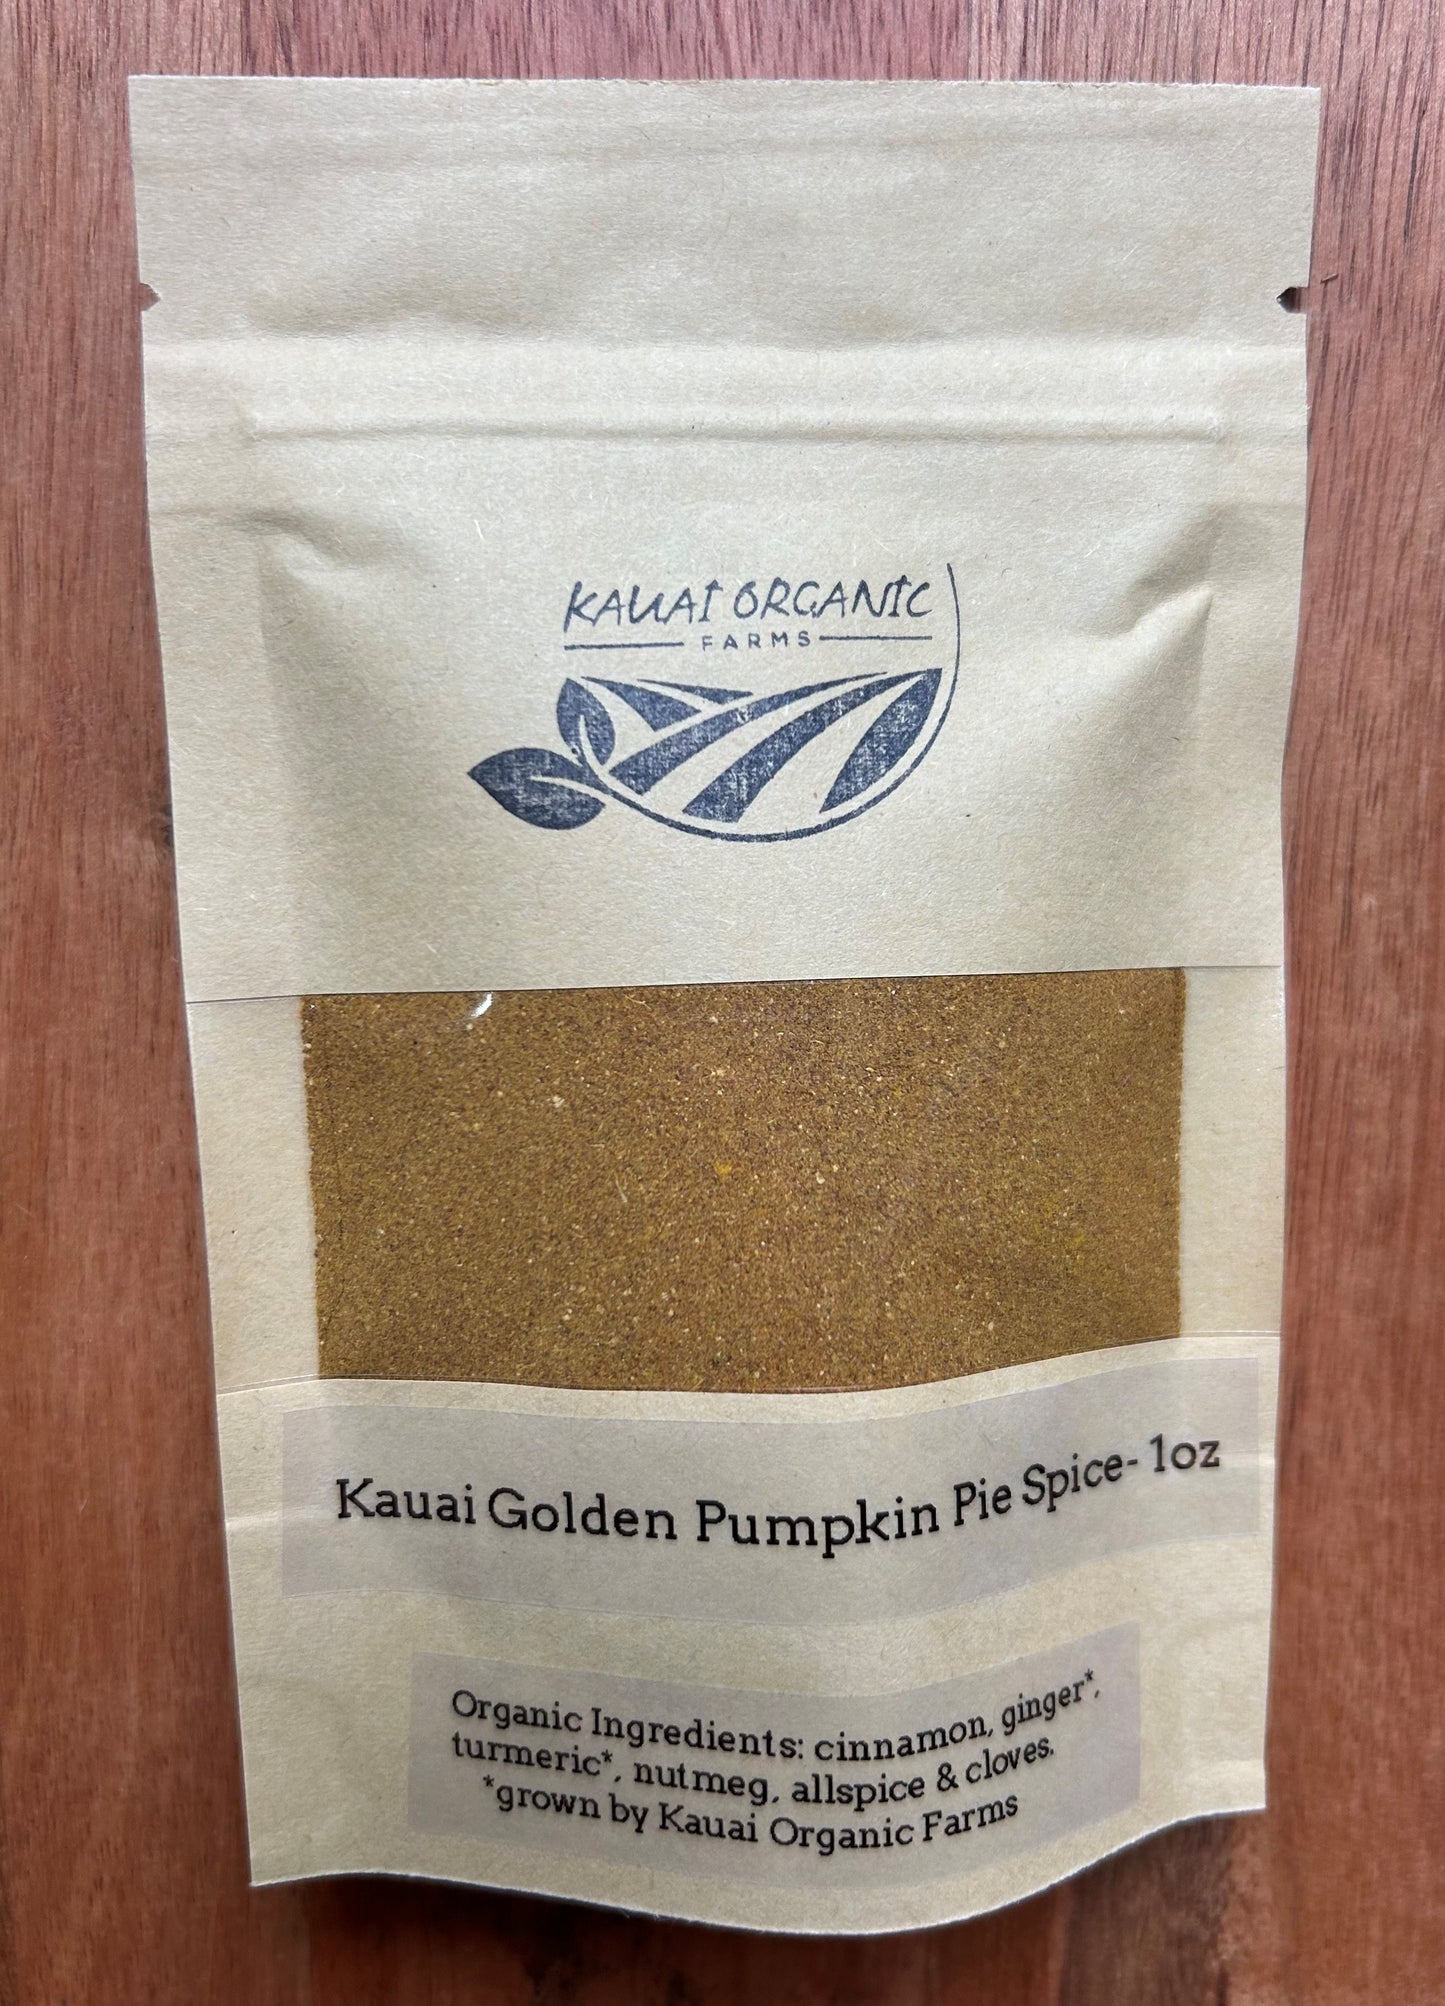 KAUAI ORGANIC
FARMS
Kauai Golden Pumpkin Pie Spice- 1oz
Organic Ingredients: cinnamon, ginger*,
turmeric*, nutmeg, allspice & cloves.
*grown by Kauai Organic Farms